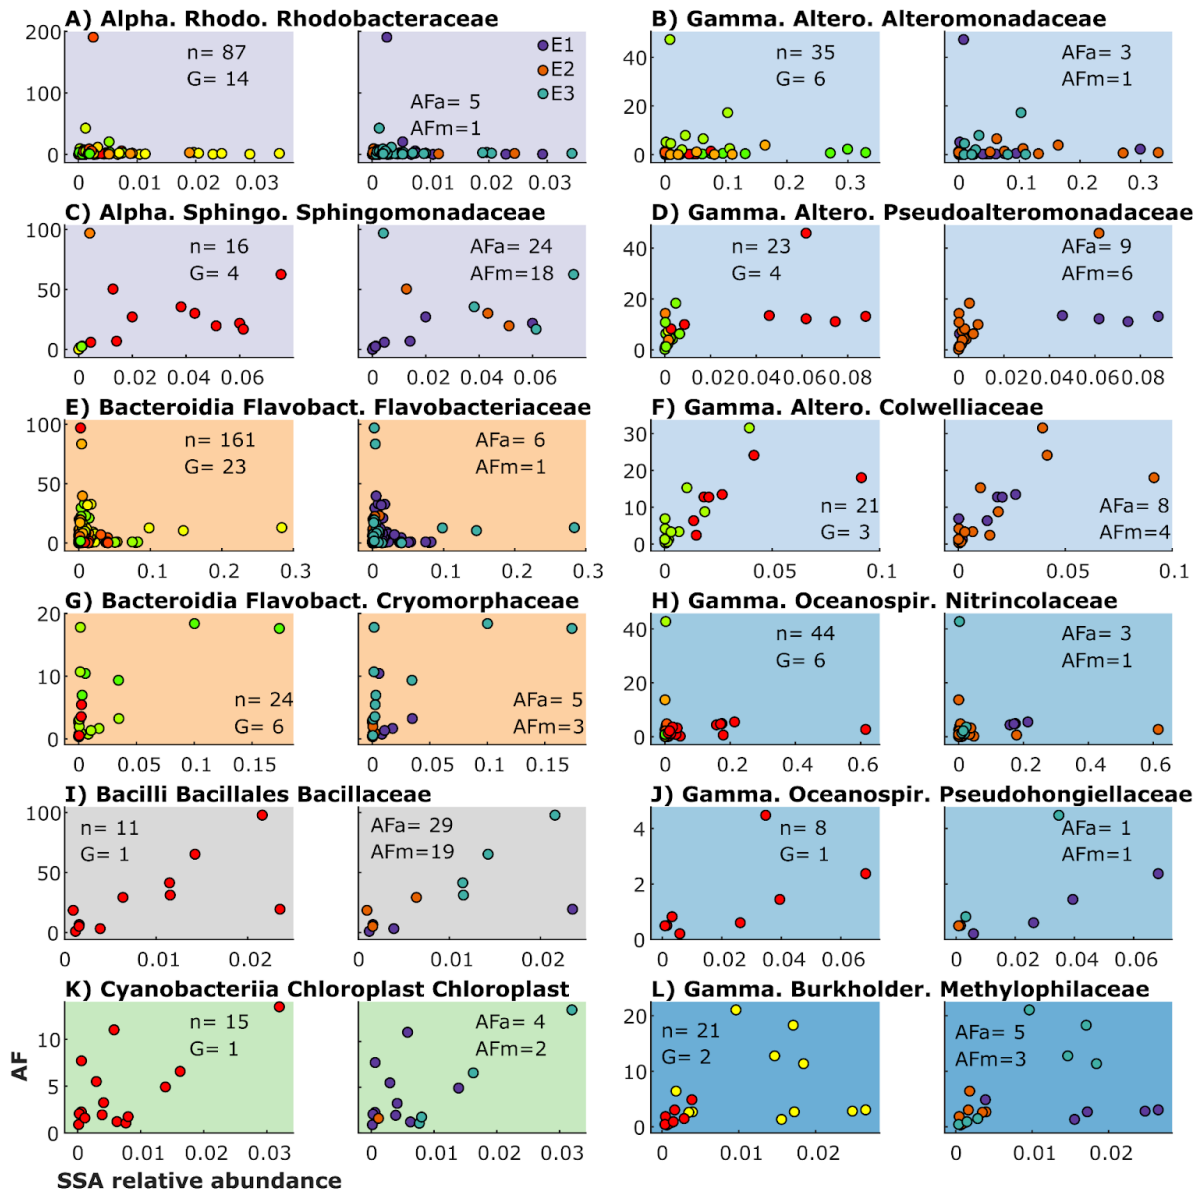 A) Alpha. Rhodo. Rhodobacteraceae
200
100
0
n= 87
G= 14
0 0.01 0.02 0.03
E1
E2
E3
AFa= 5
AFm=1
0 0.01 0.02 0.03
B) Gamma. Altero. Alteromonadaceae
40
20
0
n= 35
G= 6
0 0.1 0.2 0.3
AFa= 3
AFm=1
0 0.1 0.2 0.3
C) Alpha. Sphingo. Sphingomonadaceae
100
50
0
n= 16
G= 4
0 0.02 0.04 0.06
AFa= 24
AFm=18
0 0.02 0.04 0.06
D) Gamma. Altero. Pseudoalteromonadaceae
40
20
0
n= 23
G= 4
0 0.02 0.04 0.06 0.08
AFa= 9
AFm=6
0 0.02 0.04 0.06 0.08
E) Bacteroidia Flavobact. Flavobacteriaceae
100
50
0
n= 161
G= 23
0 0.1 0.2 0.3
AFa= 6
AFm=1
0 0.1 0.2 0.3
F) Gamma. Altero. Colwelliaceae
30
20
10
0
n= 21
G= 3
0 0.05 0.1
AFa= 8
AFm=4
0 0.05 0.1
G) Bacteroidia Flavobact. Cryomorphaceae
20
10
0
n= 24
G= 6
0 0.05 0.1 0.15
AFa= 5
AFm=3
0 0.05 0.1 0.15
H) Gamma. Oceanospir. Nitrincolaceae
40
20
0
n= 44
G= 6
0 0.2 0.4 0.6
AFa= 3
AFm=1
0 0.2 0.4 0.6
I) Bacilli Bacillales Bacillaceae
100
50
0
n= 11
G= 1
0 0.01 0.02
AFa= 29
AFm=19
0 0.01 0.02
J) Gamma. Oceanospir. Pseudohongiellaceae
4
2
0
n= 8
G= 1
0 0.02 0.04 0.06
AFa= 1
AFm=1
0 0.02 0.04 0.06
K) Cyanobacteriia Chloroplast Chloroplast
10
5
0
n= 15
G= 1
0 0.01 0.02 0.03
AFa= 4
AFm=2
0 0.01 0.02 0.03
L) Gamma. Burkholder. Methylophilaceae
20
10
0
n= 21
G= 2
0 0.01 0.02
AFa= 5
AFm=3
0 0.01 0.02
AF
SSA relative abundance